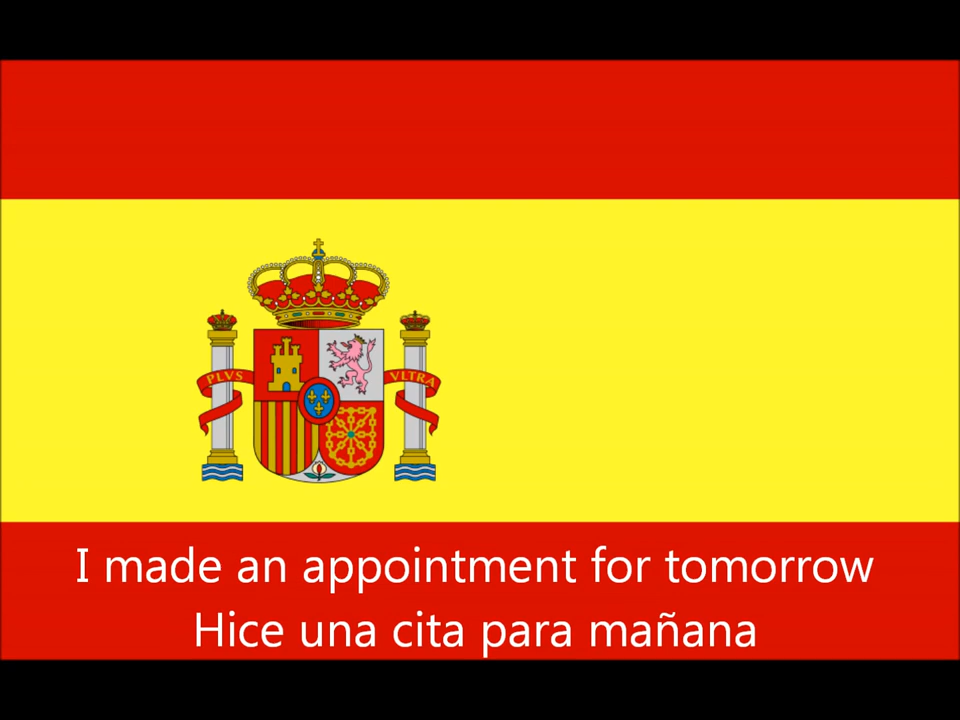 PLVS VLTRA
I made an appointment for tomorrow
Hice una cita para mañana